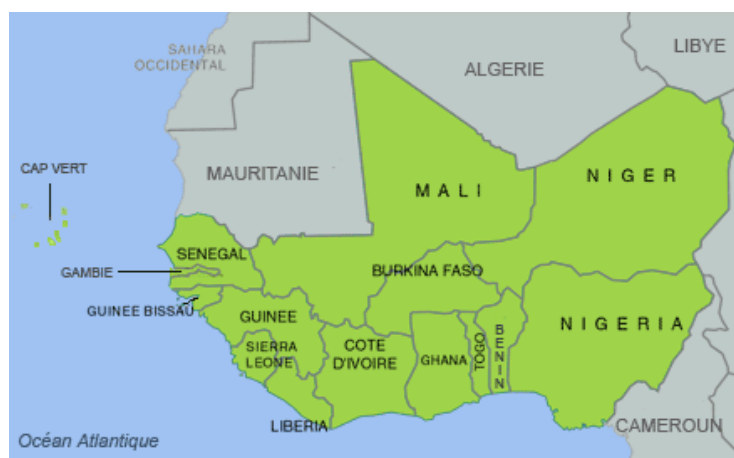 SAHARA
OCCIDENTAL
LIBYE
ALGERIE
CAP VERT
MAURITANIE
MALI
NIGER
SENEGAL
GAMBIE
BURKINA FASO
GUINEE BISSAU
GUINEE
NIGERIA
SIERRA
LEONE
COTE
D'IVOIRE
GHANA
TOGO
BENIN
LIBERIA
CAMEROUN
Océan Atlantique